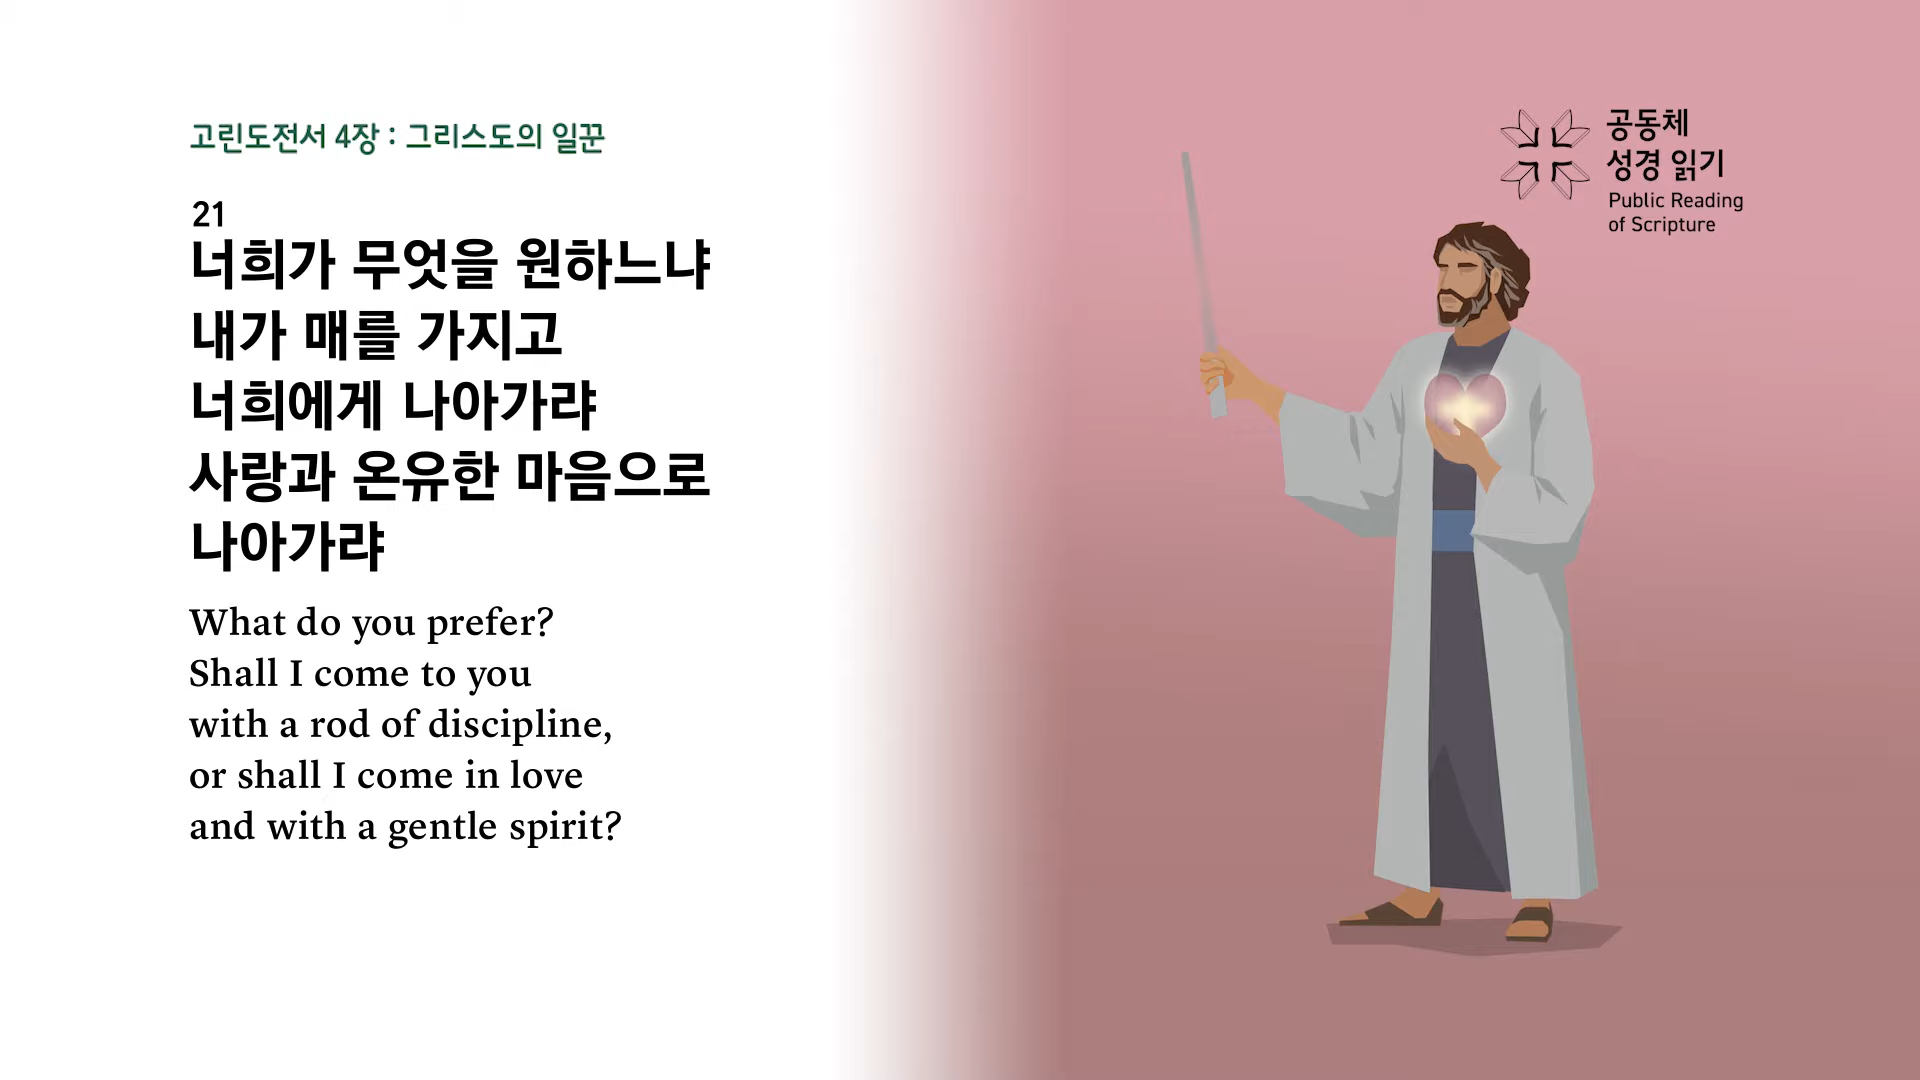 고린도전서 4장 : 그리스도의 일꾼
21
너희가 무엇을 원하느냐
내가 매를 가지고
너희에게 나아가랴
사랑과 온유한 마음으로
나아가랴
What do you prefer?
Shall I come to you
with a rod of discipline,
or shall I come in love
and with a gentle spirit?
공동체
성경 읽기
Public Reading
of Scripture